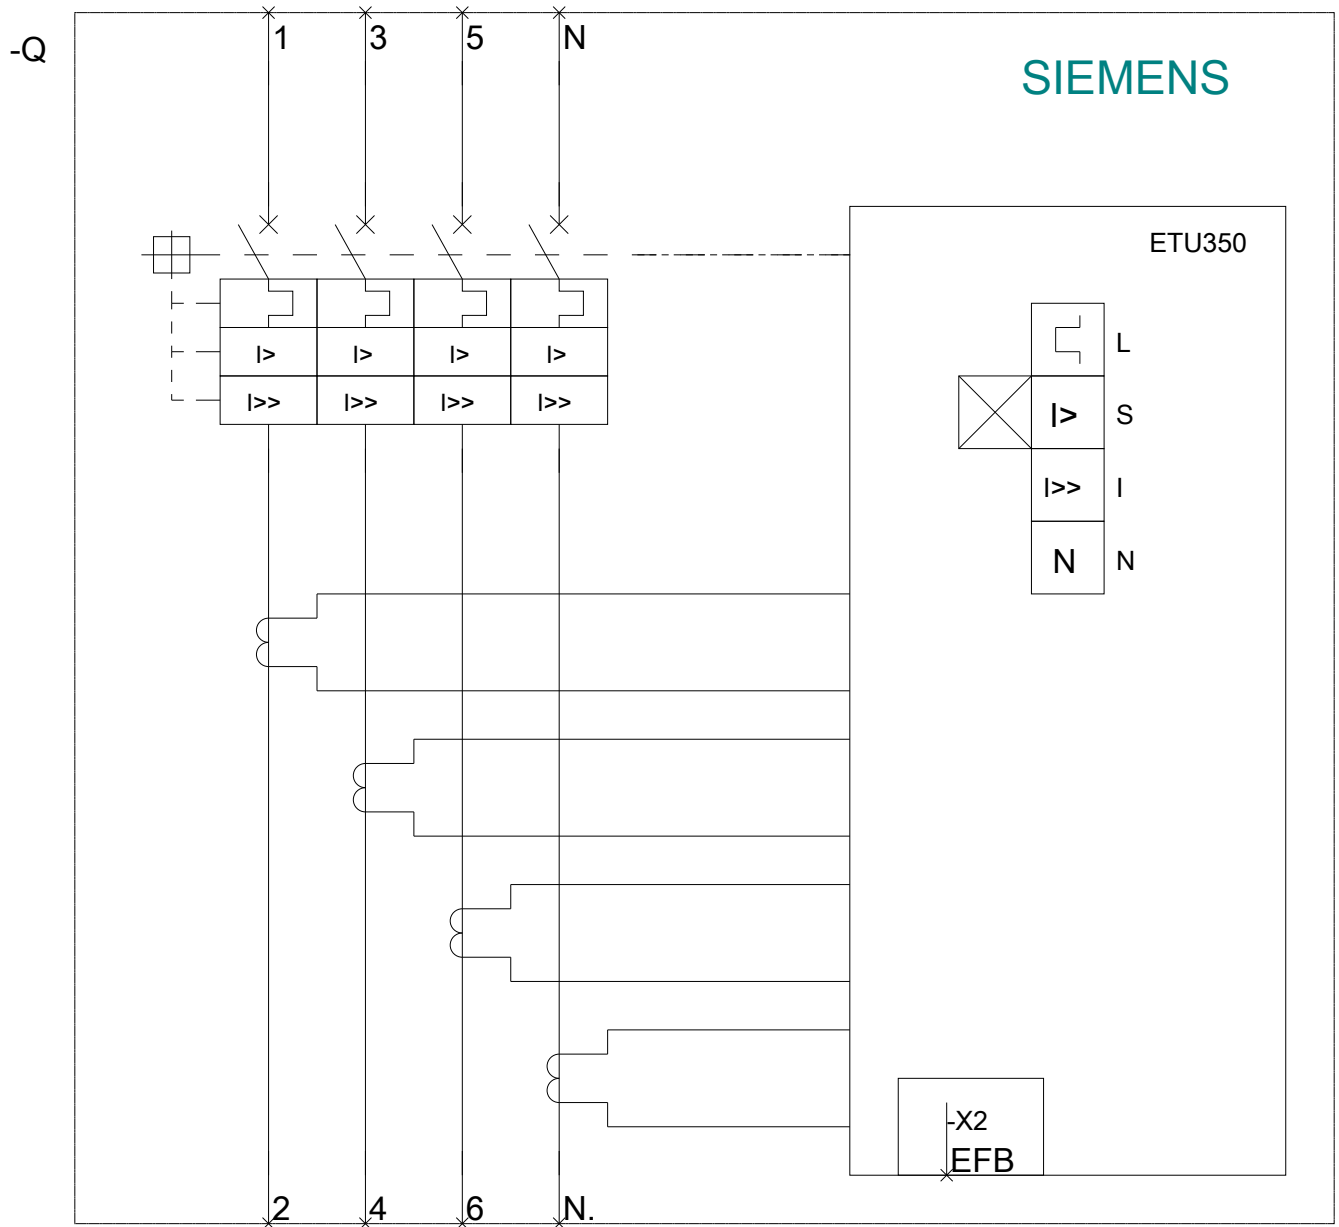 1 3 5 N
-Q
SIEMENS
ETU350
I> I> I> I>
I>> I>> I>> I>>
L
I> S
I>> I
N N
-X2
EFB
2 4 6 N.